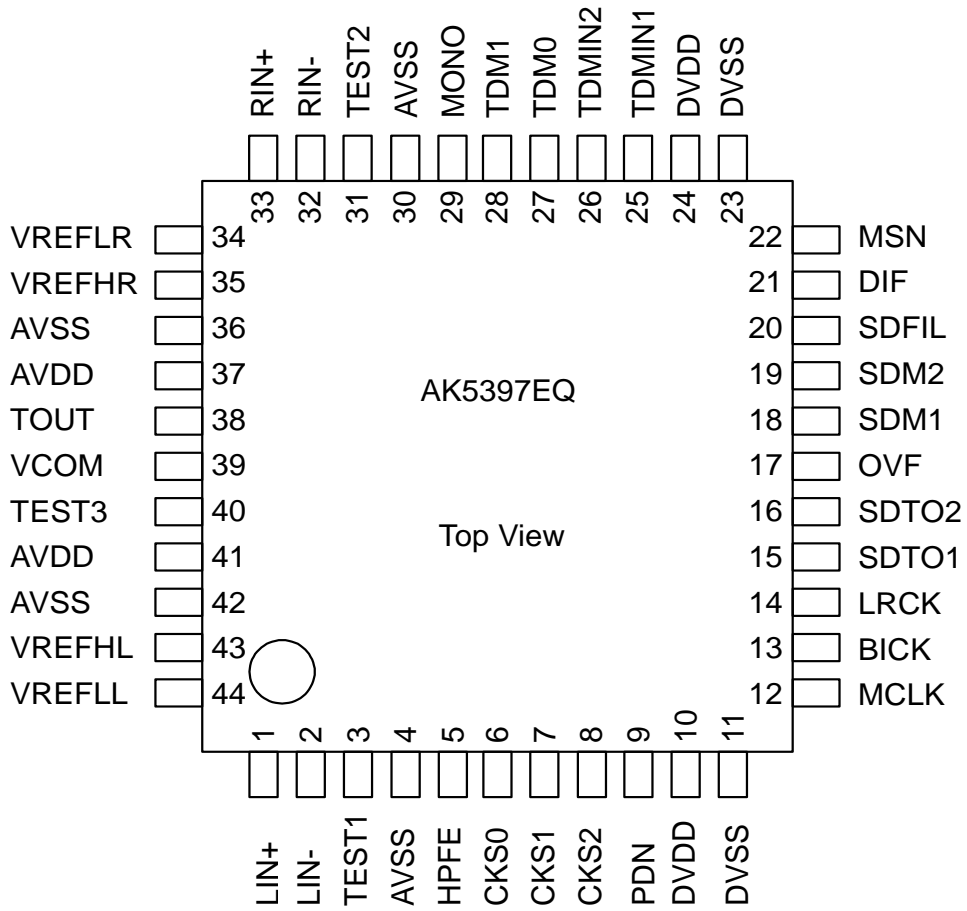 RIN+
RIN-
TEST2
AVSS
MONO
TDM1
TDM0
TDMIN2
TDMIN1
DVDD
DVSS
33
32
31
30
29
28
27
26
25
24
23
VREFLR 34
VREFHR 35
AVSS 36
AVDD 37
TOUT 38
VCOM 39
TEST3 40
AVDD 41
AVSS 42
VREFHL 43
VREFLL 44
AK5397EQ
Top View
22 MSN
21 DIF
20 SDFIL
19 SDM2
18 SDM1
17 OVF
16 SDTO2
15 SDTO1
14 LRCK
13 BICK
12 MCLK
1
2
3
4
5
6
7
8
9
10
11
LIN+
LIN-
TEST1
AVSS
HPFE
CKS0
CKS1
CKS2
PDN
DVDD
DVSS